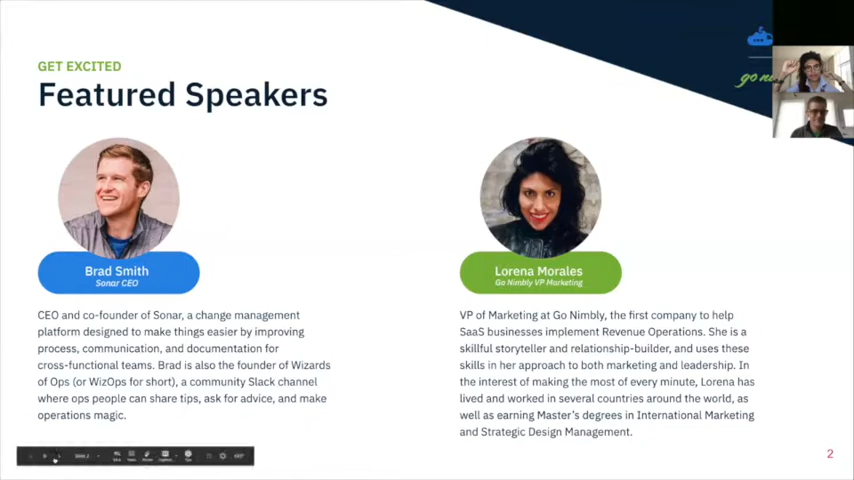 GET EXCITED
Featured Speakers
go n
Brad Smith
Sonar CEO
CEO and co-founder of Sonar, a change management
platform designed to make things easier by improving
process, communication, and documentation for
cross-functional teams. Brad is also the founder of Wizards
of Ops (or WizOps for short), a community Slack channel
where ops people can share tips, ask for advice, and make
operations magic.
Lorena Morales
Go Nimbly VP Marketing
VP of Marketing at Go Nimbly, the first company to help
SaaS businesses implement Revenue Operations. She is a
skillful storyteller and relationship-builder, and uses these
skills in her approach to both marketing and leadership. In
the interest of making the most of every minute, Lorena has
lived and worked in several countries around the world, as
well as earning Master's degrees in International Marketing
and Strategic Design Management.
2